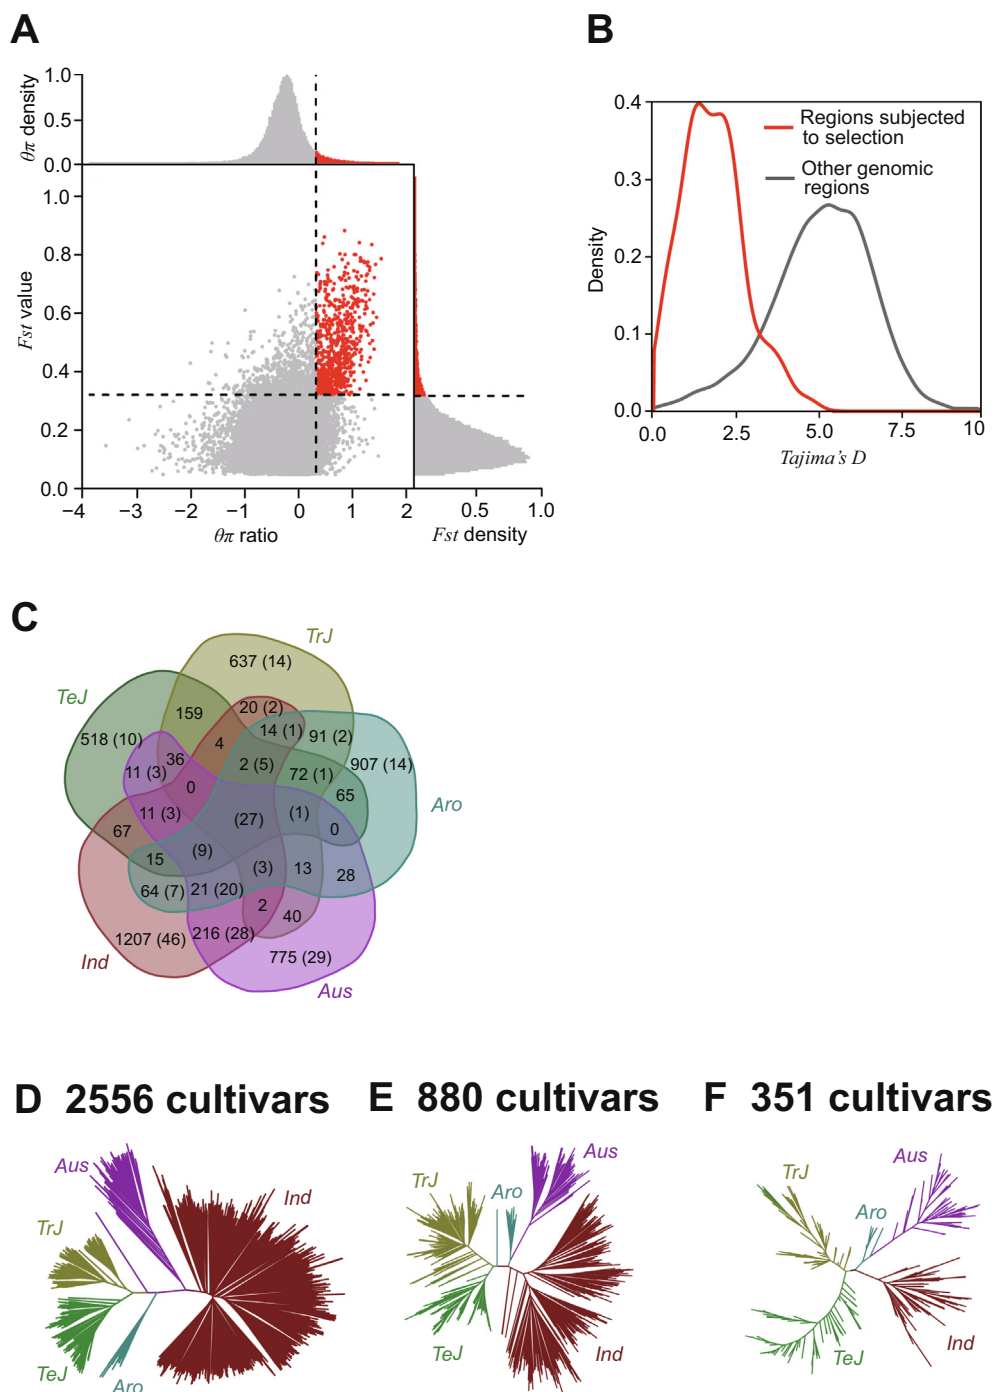 A
θπ density
1.0
0.5
0.0
Fst value
1.0
0.8
0.6
0.4
0.2
0.0
−4 −3 −2 −1 0 1 2
θπ ratio
0.5 1.0
Fst density
B
Density
0.4
0.3
0.2
0.1
0.0
Regions subjected
to selection
Other genomic
regions
0.0 2.5 5.0 7.5 10
Tajima's D
C
TrJ
637 (14)
TeJ
159
20 (2)
518 (10)
4
14 (1)
91 (2)
36
2 (5)
907 (14)
11 (3)
72 (1)
0
65
Aro
11 (3)
(27)
(1)
67
0
15
(9)
(3)
13
28
64 (7)
21 (20)
2
40
1207 (46)
216 (28)
775 (29)
Ind
Aus
D 2556 cultivars
Aus
Ind
TrJ
TeJ
Aro
E 880 cultivars
Aus
TrJ
Aro
TeJ
Ind
F 351 cultivars
Aus
TrJ
Aro
Ind
TeJ